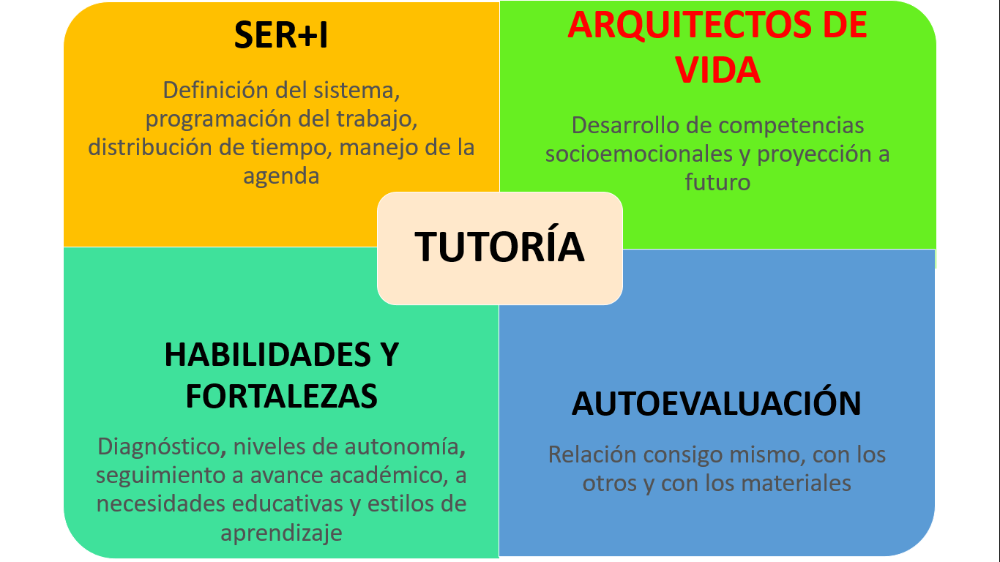 SER+I
Definición del sistema,
programación del trabajo,
distribución de tiempo, manejo de la
agenda
ARQUITECTOS DE
VIDA
Desarrollo de competencias
socioemocionales y proyección a
futuro
TUTORÍA
HABILIDADES Y
FORTALEZAS
Diagnóstico, niveles de autonomía,
seguimiento a avance académico, a
necesidades educativas y estilos de
aprendizaje
AUTOEVALUACIÓN
Relación consigo mismo, con los
otros y con los materiales